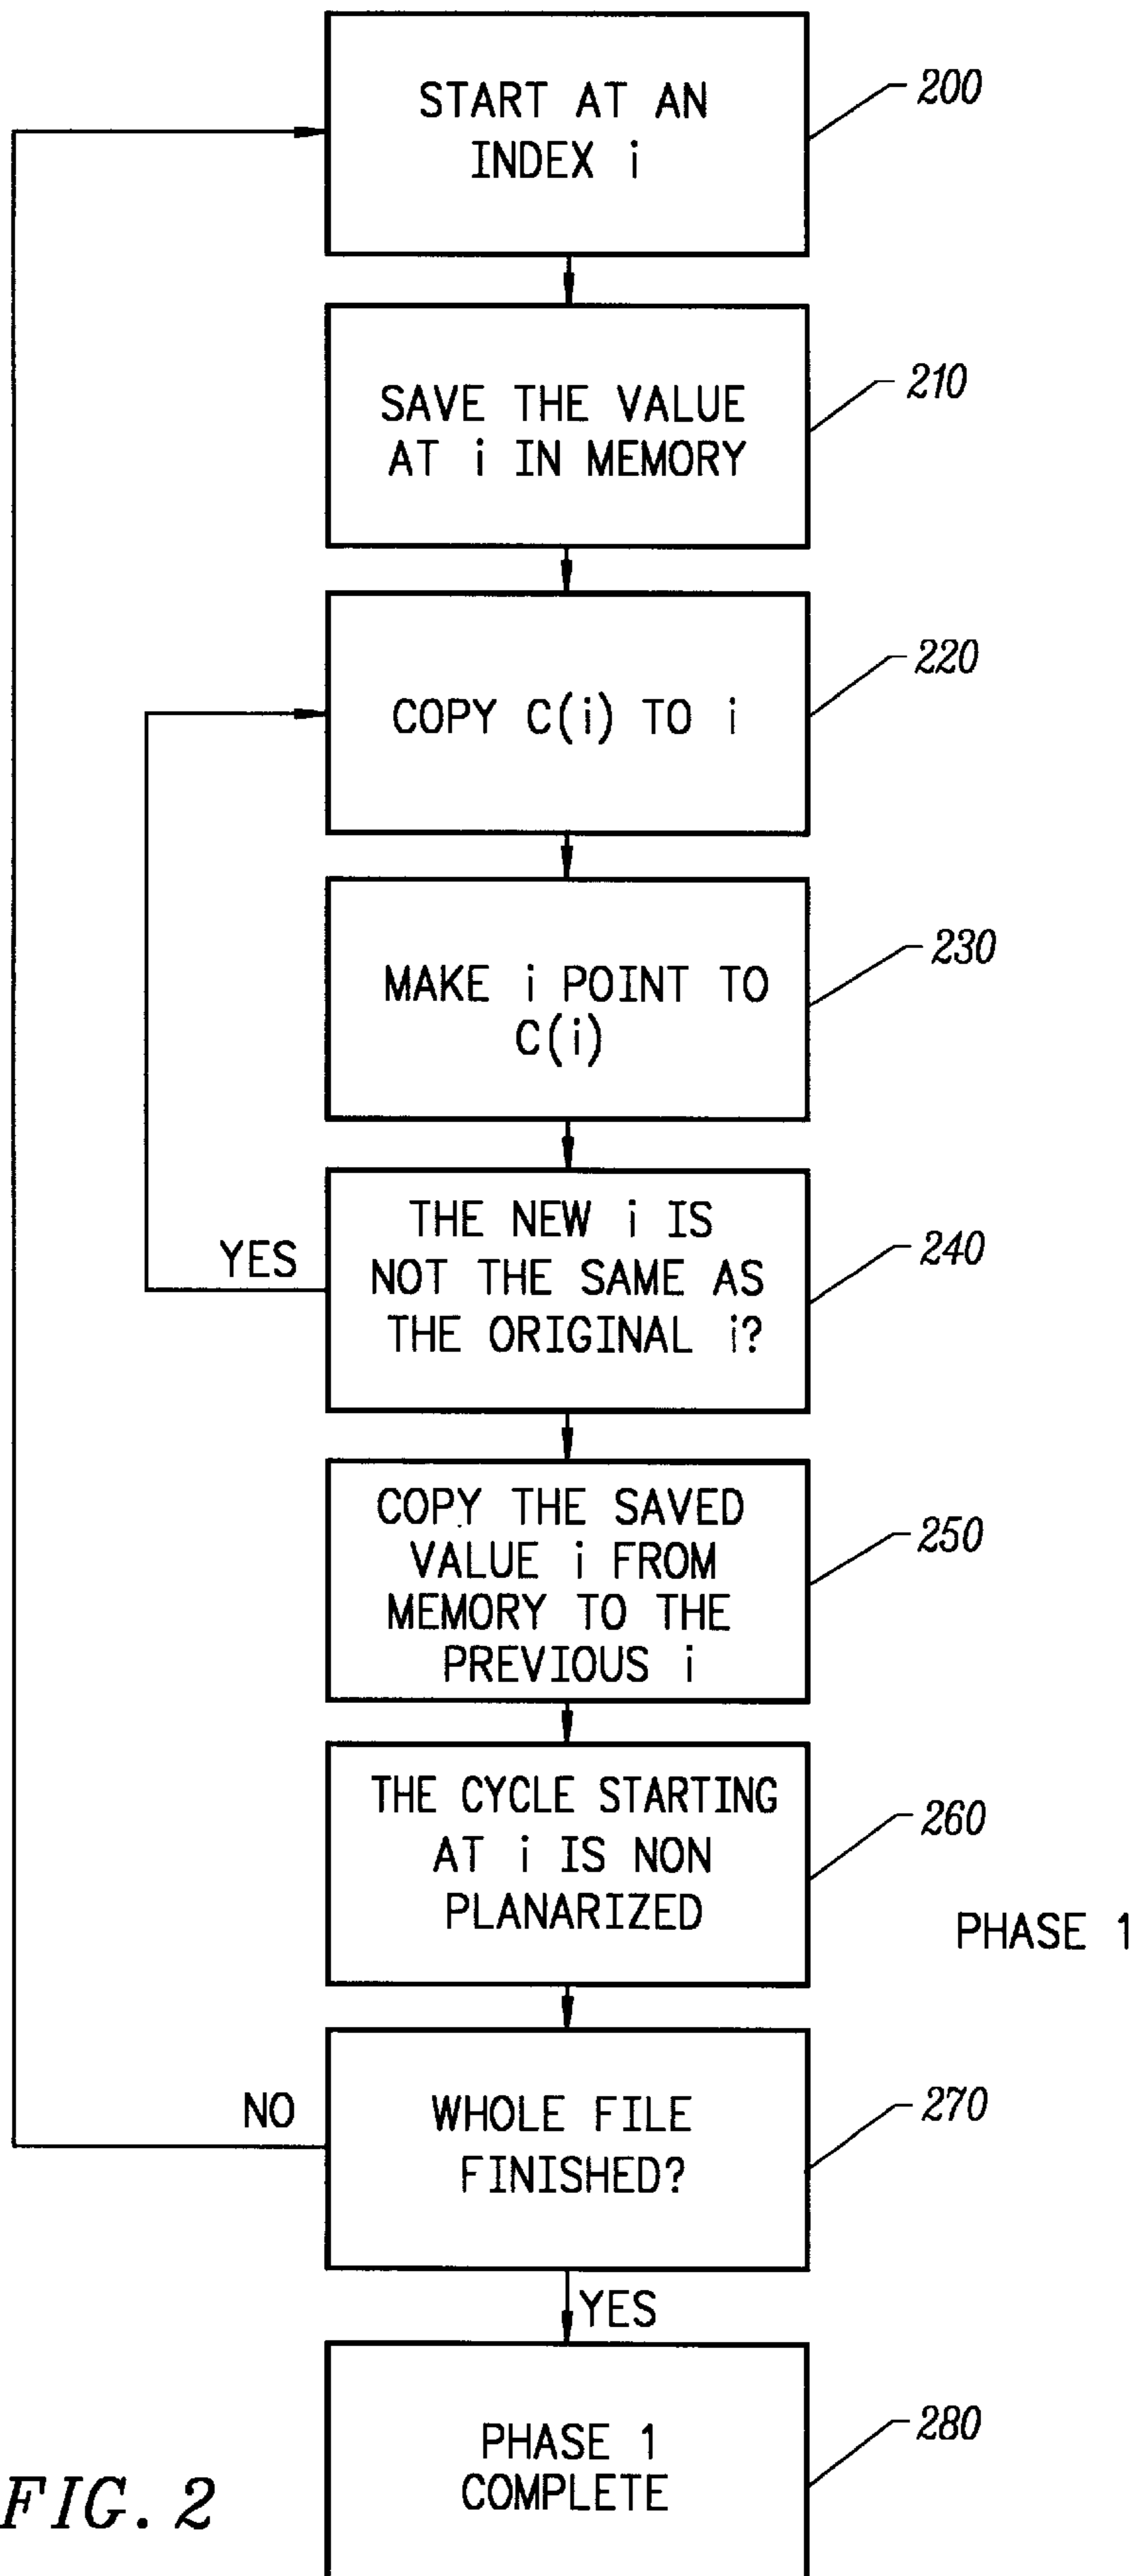 START AT AN
INDEX i
200
SAVE THE VALUE
AT i IN MEMORY
210
COPY C(i) TO i
220
MAKE i POINT TO
C(i)
230
THE NEW i IS
NOT THE SAME AS
THE ORIGINAL i?
240
YES
COPY THE SAVED
VALUE i FROM
MEMORY TO THE
PREVIOUS i
250
THE CYCLE STARTING
AT i IS NON
PLANARIZED
260
PHASE 1
WHOLE FILE
FINISHED?
270
NO
YES
PHASE 1
COMPLETE
280
FIG. 2